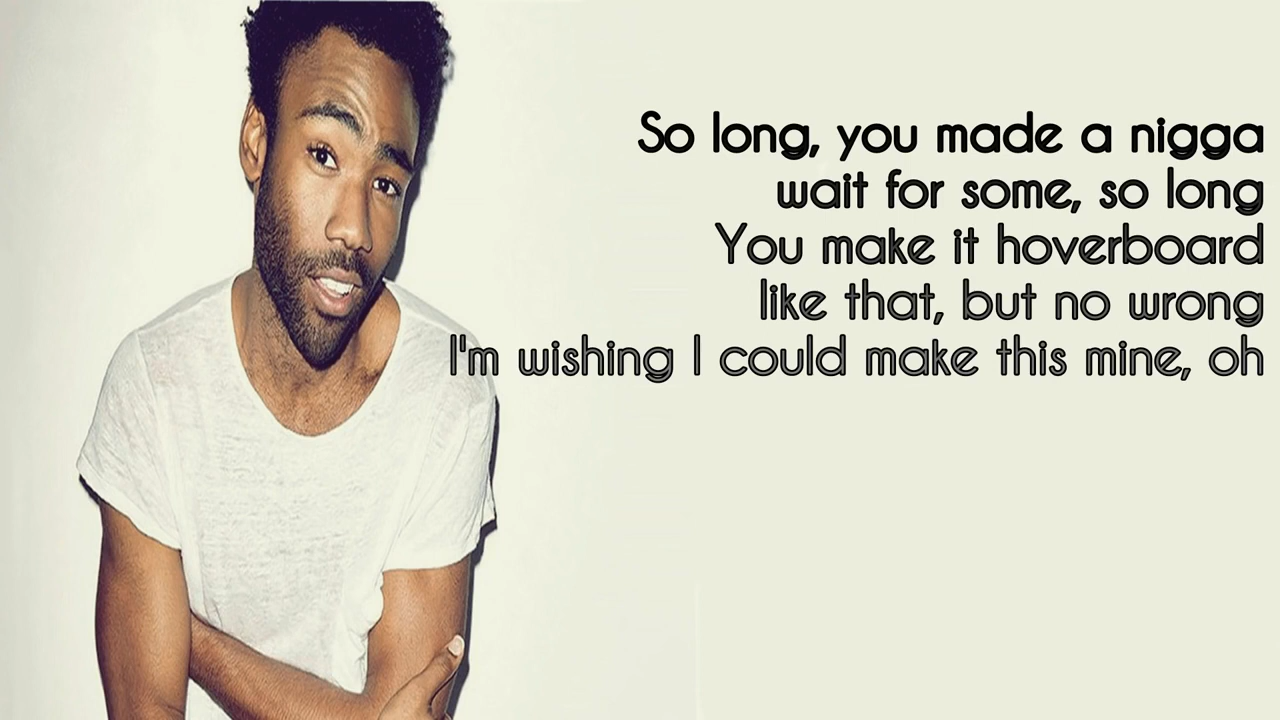 So long, you made a nigga
wait for some, so long
You make it hoverboard
like that, but no wrong
I'm wishing I could make this mine, oh